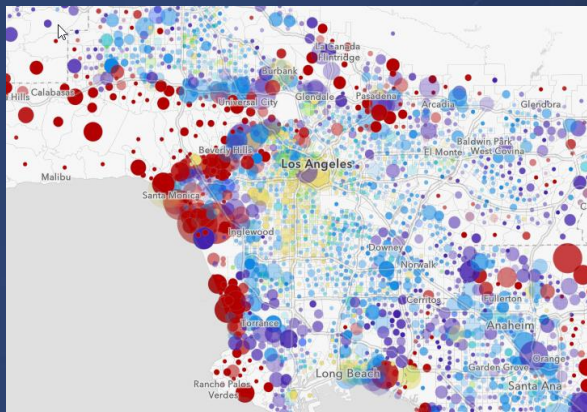 La Canada
Flintridge
Burbank
a Hills
Calabasas
Universal City
Glendale
Pasadena
Arcadia
Glendora
Beverly Hills
Los Angeles
El Monte
Baldwin Park
West Covina
Malibu
Santa Monica
Inglewood
Downey
Norwalk
Cerritos
Fullerton
Torrance
Anaheim
Orange
Long Beach
Garden Grove
Santa Ana
Rancho Palos
Verdes